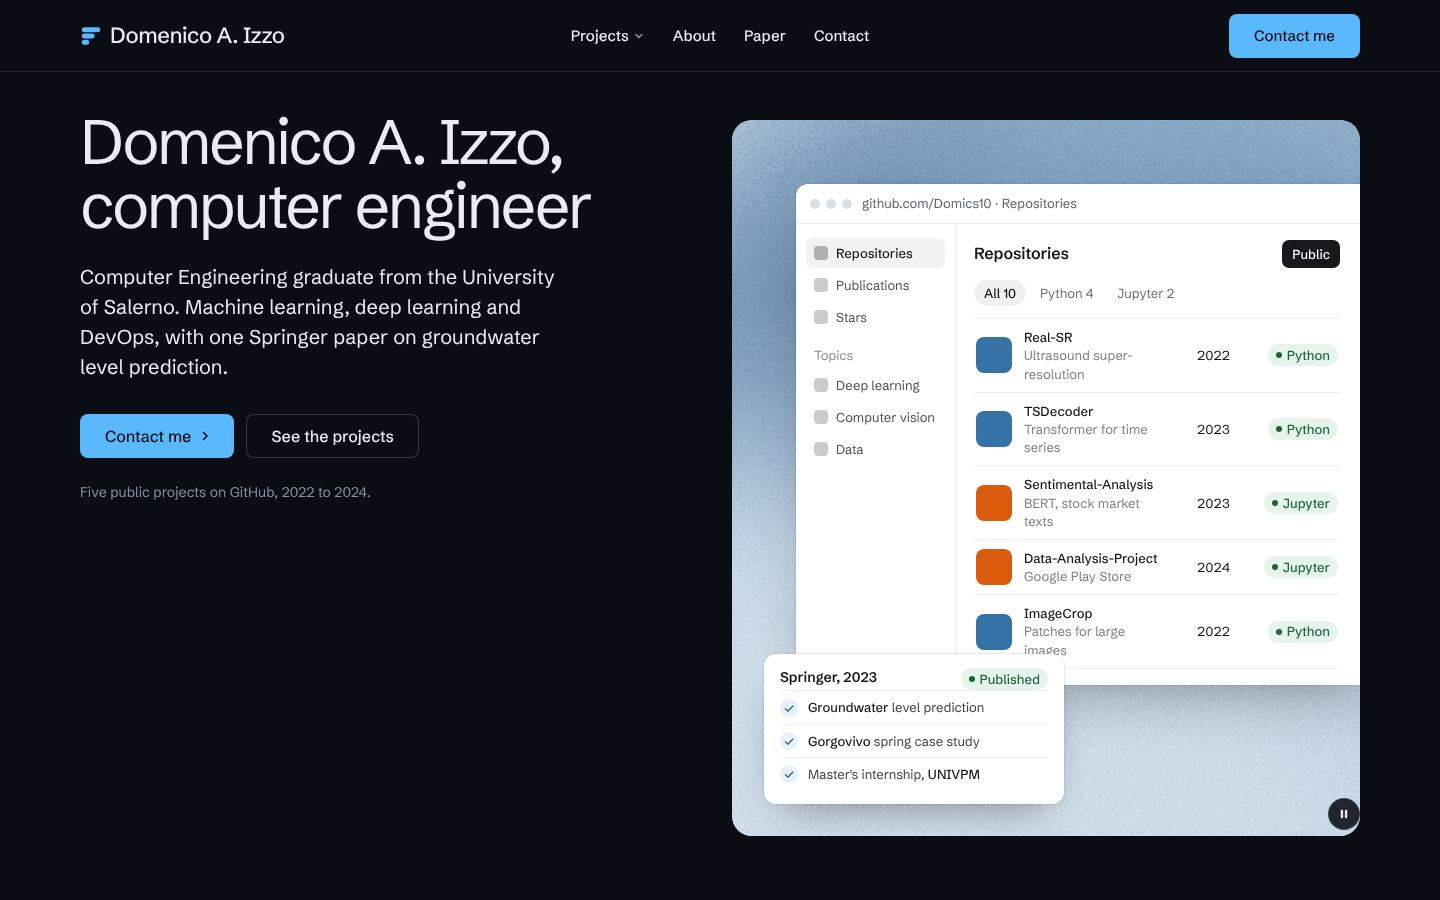 Domenico A. Izzo
Projects
About
Paper
Contact
Contact me
Domenico A. Izzo,
computer engineer
Computer Engineering graduate from the University
of Salerno. Machine learning, deep learning and
DevOps, with one Springer paper on groundwater
level prediction.
Contact me
See the projects
Five public projects on GitHub, 2022 to 2024.
github.com/Domics10 · Repositories
Repositories
Publications
Stars
Topics
Deep learning
Computer vision
Data
Repositories
Public
All 10
Python 4
Jupyter 2
Real-SR
Ultrasound super-
resolution
2022
Python
TSDecoder
Transformer for time
series
2023
Python
Sentimental-Analysis
BERT, stock market
texts
2023
Jupyter
Data-Analysis-Project
Google Play Store
2024
Jupyter
ImageCrop
Patches for large
images
2022
Python
Springer, 2023
Published
Groundwater level prediction
Gorgovivo spring case study
Master's internship, UNIVPM